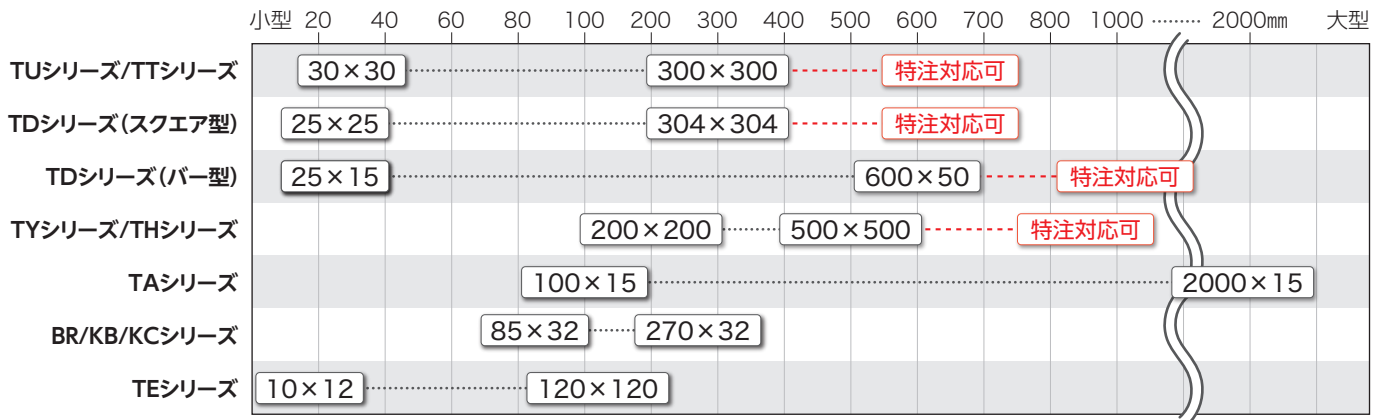 小型 20 40 60 80 100 200 300 400 500 600 700 800 1000 ……… 2000㎜ 大型
TUシリーズ/TTシリーズ 30×30 300×300 特注対応可
TDシリーズ(スクエア型) 25×25 304×304 特注対応可
TDシリーズ(バー型) 25×15 600×50 特注対応可
TYシリーズ/THシリーズ 200×200 500×500 特注対応可
TAシリーズ 100×15 2000×15
BR/KB/KCシリーズ 85×32 270×32
TEシリーズ 10×12 120×120